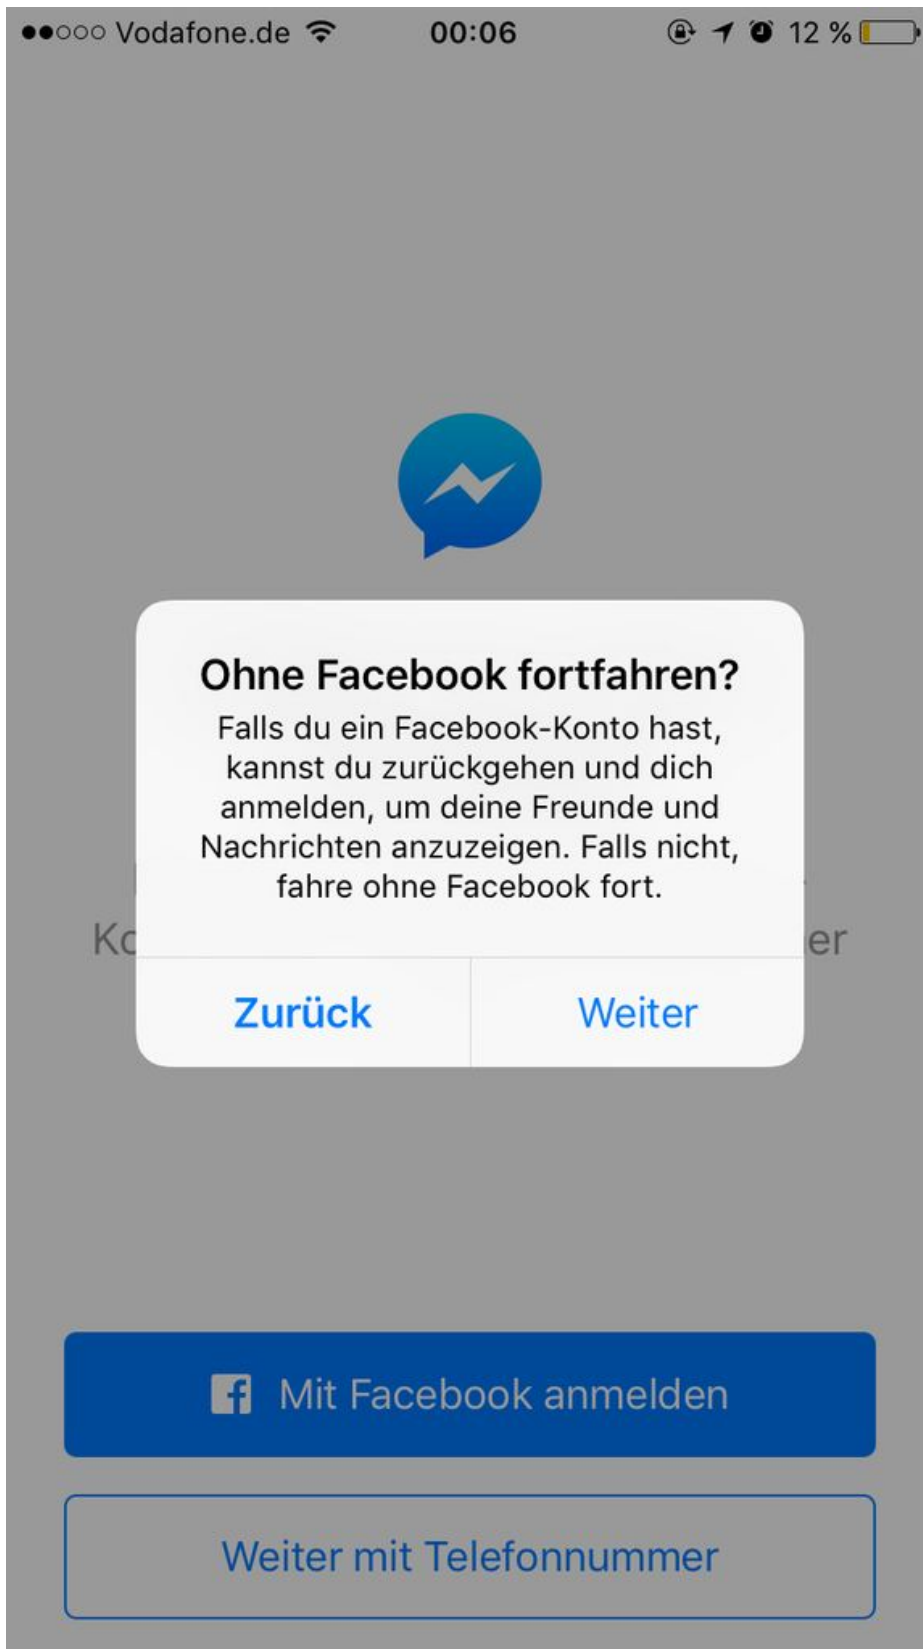 Vodafone.de 00:06 12 %
Ohne Facebook fortfahren?
Falls du ein Facebook-Konto hast,
kannst du zurückgehen und dich
anmelden, um deine Freunde und
Nachrichten anzuzeigen. Falls nicht,
fahre ohne Facebook fort.
Zurück Weiter
Mit Facebook anmelden
Weiter mit Telefonnummer